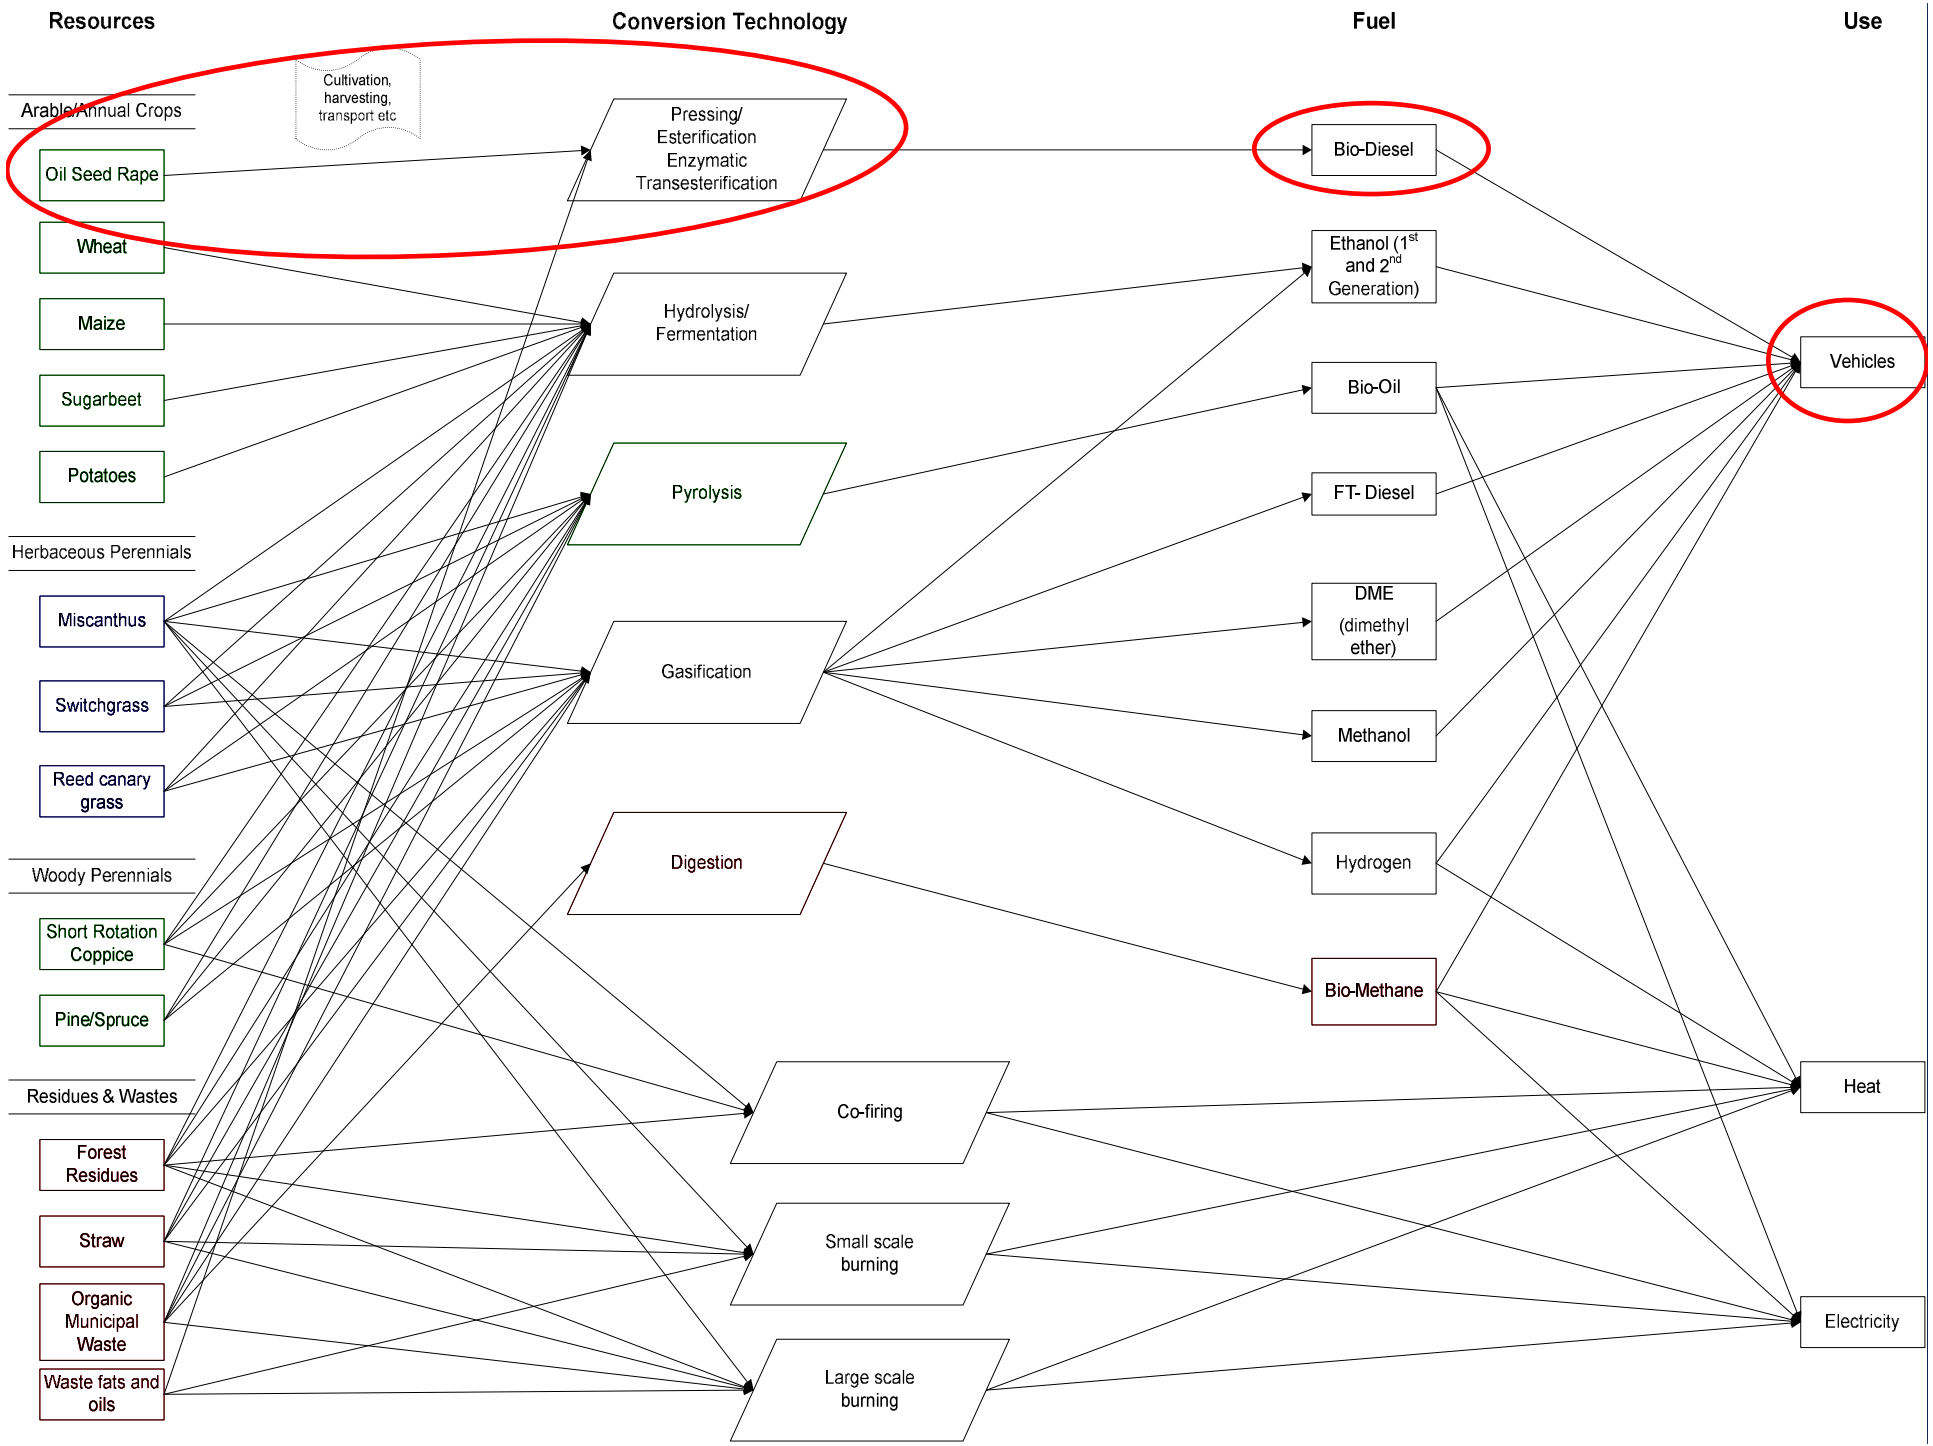 Resources
Conversion Technology
Fuel
Use
Cultivation,
harvesting,
transport etc
Arable/Annual Crops
Oil Seed Rape
Wheat
Maize
Sugarbeet
Potatoes
Herbaceous Perennials
Miscanthus
Switchgrass
Reed canary
grass
Woody Perennials
Short Rotation
Coppice
Pine/Spruce
Residues & Wastes
Forest
Residues
Straw
Organic
Municipal
Waste
Waste fats and
oils
Pressing/
Esterification
Enzymatic
Transesterification
Hydrolysis/
Fermentation
Pyrolysis
Gasification
Digestion
Co-firing
Small scale
burning
Large scale
burning
Bio-Diesel
Ethanol (1st
and 2nd
Generation)
Bio-Oil
FT- Diesel
DME
(dimethyl
ether)
Methanol
Hydrogen
Bio-Methane
Vehicles
Heat
Electricity